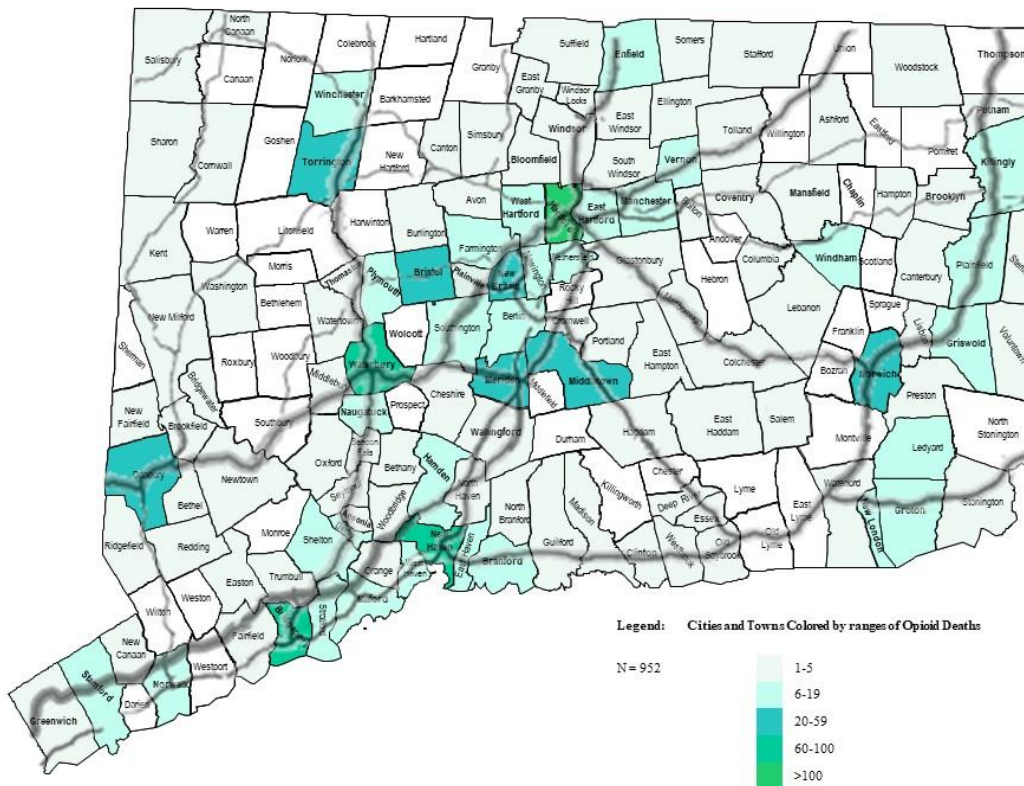 North
Canaan
Colebrook
Hartland
Suffield
Enfield
Somers
Stafford
Union
Woodstock
Thompson
Salisbury
Canaan
Norfolk
Granby
East
Granby
Windsor
Locks
Winchester
Barkhamsted
East
Windsor
Ellington
Putnam
Sharon
Cornwall
Goshen
Torrington
New
Hartford
Canton
Simsbury
Bloomfield
Windsor
South
Windsor
Vernon
Tolland
Willington
Ashford
Eastford
Pomfret
Killingly
Kent
Warren
Litchfield
Harwinton
Burlington
Avon
West
Hartford
East
Hartford
Manchester
Bolton
Coventry
Mansfield
Chaplin
Hampton
Brooklyn
Farmington
Andover
Columbia
Windham
Scotland
Canterbury
Plainfield
Morris
Thomaston
Plymouth
Bristol
Plainville
New
Newington
Glastonbury
Hebron
Washington
Bethlehem
Rocky
Hill
Lebanon
Sprague
Franklin
Lisbon
Griswold
Voluntown
New Milford
Watertown
Wolcott
Southington
Berlin
Cromwell
Portland
East
Hampton
Colchester
Bozrah
Norwich
Preston
Sherman
Roxbury
Woodbury
Middlebury
Waterbury
Cheshire
Meriden
Middlefield
Middletown
Bridgewater
Naugatuck
Prospect
New
Fairfield
Brookfield
Southbury
Wallingford
Durham
Haddam
East
Haddam
Salem
Montville
North
Stonington
Ledyard
Danbury
Newtown
Oxford
Bethany
Hamden
Bethel
Seymour
Woodbridge
North
Haven
North
Branford
Madison
Killingworth
Chester
Deep River
Essex
Lyme
East
Lyme
Waterford
New London
Groton
Stonington
Ridgefield
Redding
Monroe
Shelton
Ansonia
Orange
East Haven
Branford
Guilford
Clinton
Old
Saybrook
Old
Lyme
Easton
Trumbull
Milford
Wilton
Weston
Fairfield
New
Canaan
Westport
Stamford
Darien
Norwalk
Greenwich
Legend: Cities and Towns Colored by ranges of Opioid Deaths
N = 952
1-5
6-19
20-59
60-100
>100